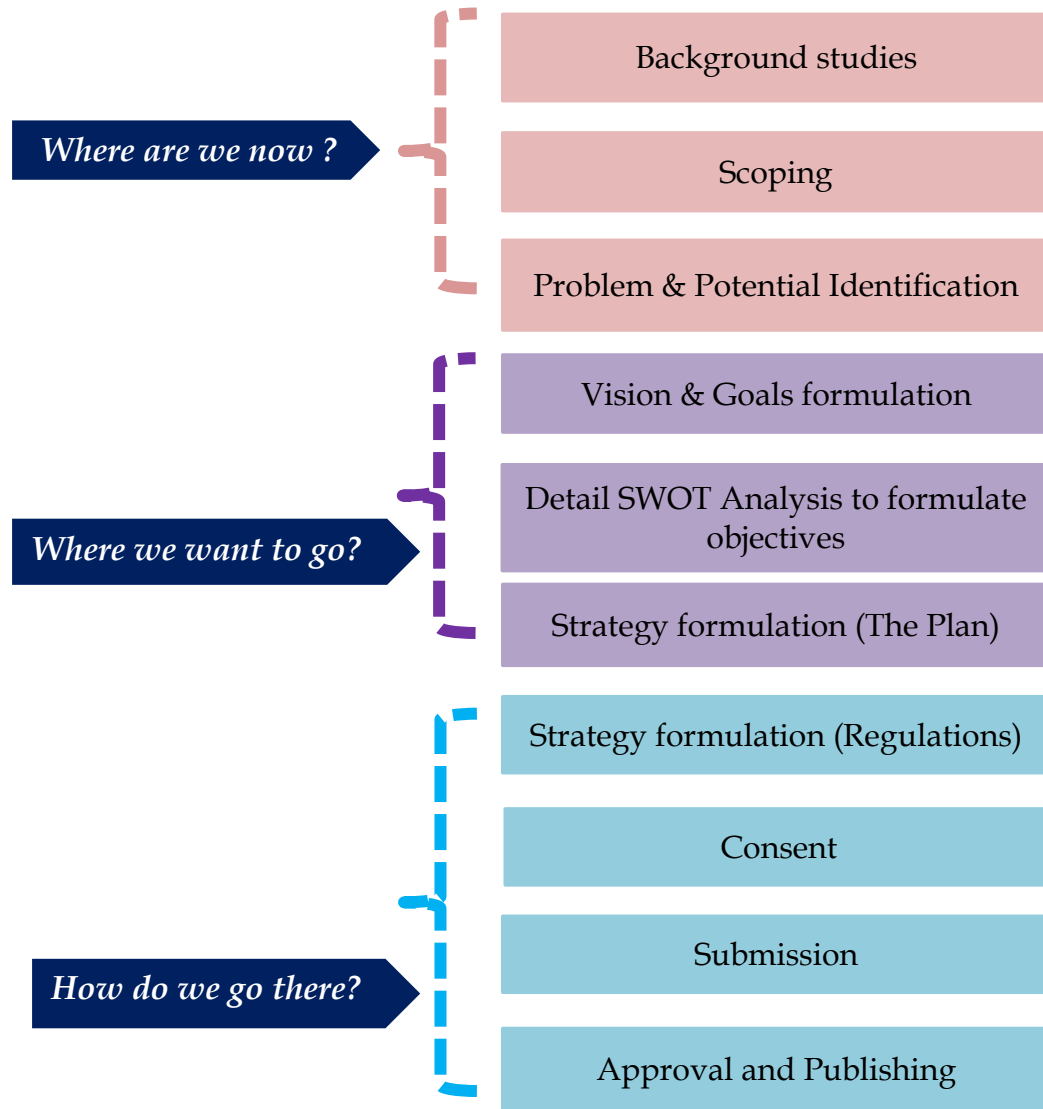 Where are we now ?
Background studies
Scoping
Problem & Potential Identification
Where we want to go?
Vision & Goals formulation
Detail SWOT Analysis to formulate
objectives
Strategy formulation (The Plan)
How do we go there?
Strategy formulation (Regulations)
Consent
Submission
Approval and Publishing